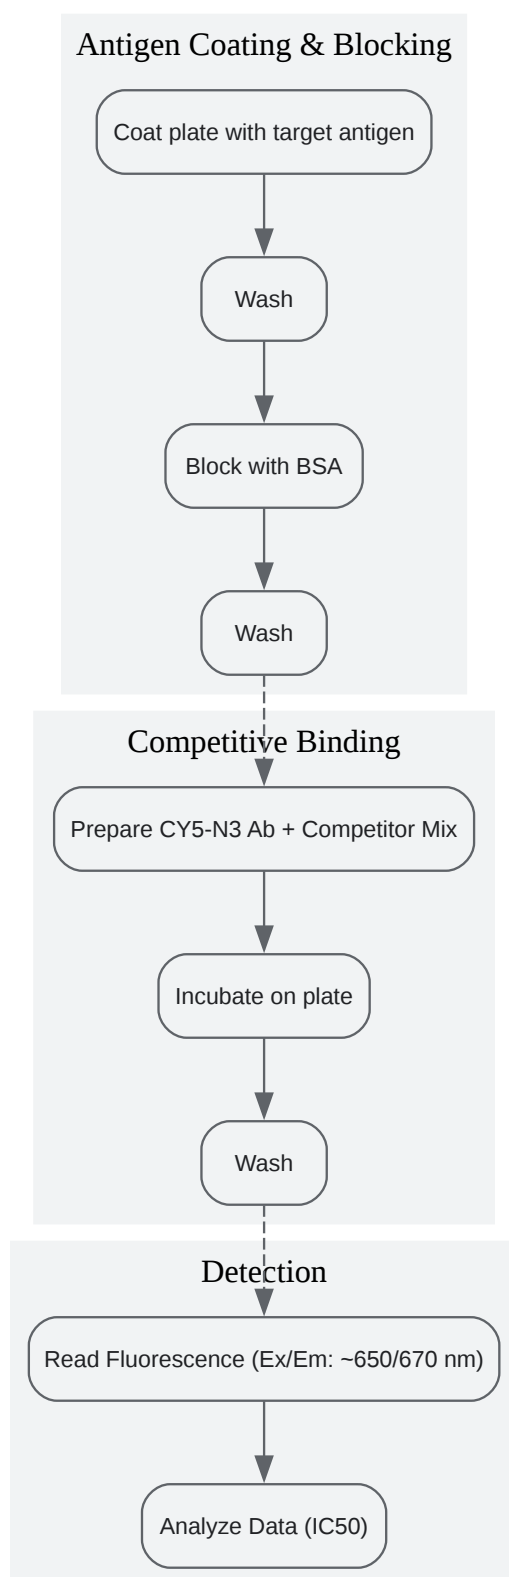 Antigen Coating & Blocking
Coat plate with target antigen
Wash
Block with BSA
Wash
Competitive Binding
Prepare CY5-N3 Ab + Competitor Mix
Incubate on plate
Wash
Detection
Read Fluorescence (Ex/Em: ~650/670 nm)
Analyze Data (IC50)